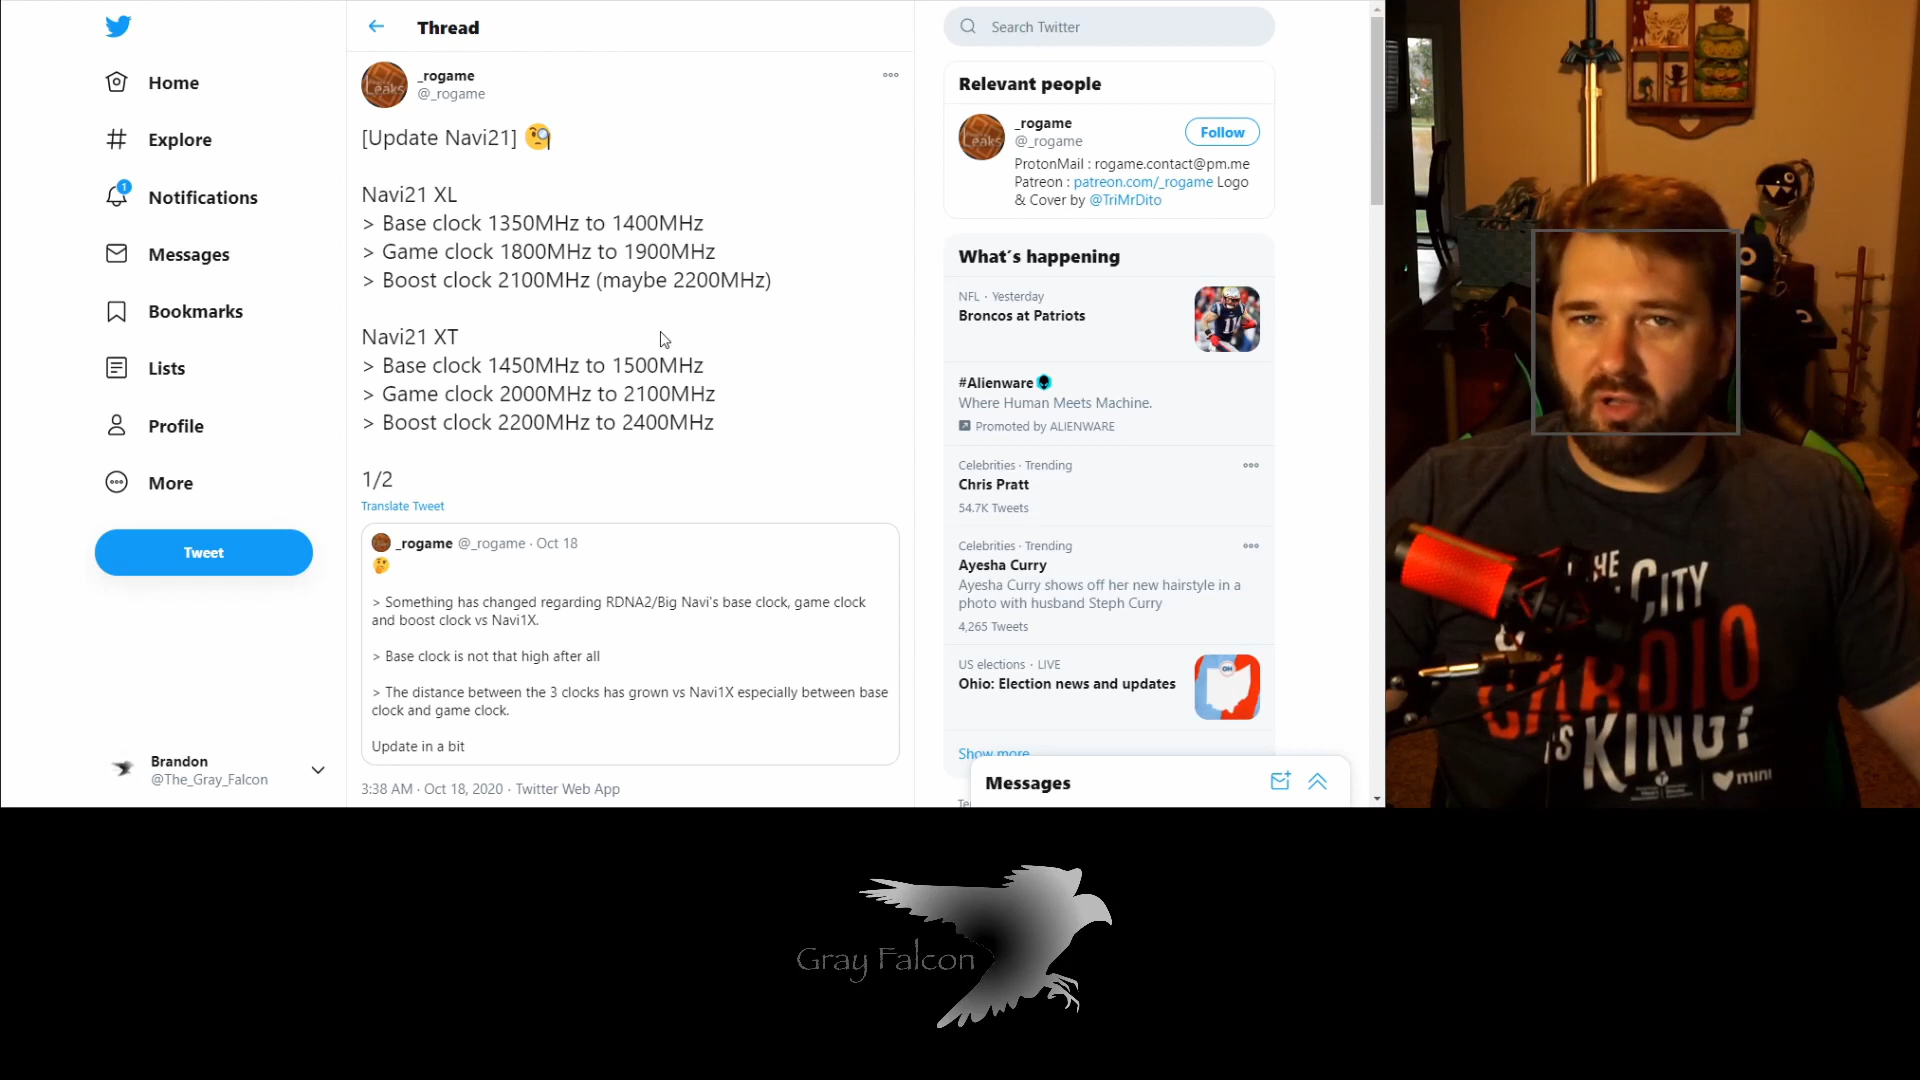 Home
Explore
1
Notifications
Messages
Bookmarks
Lists
Profile
More
Tweet
Brandon
@The_Gray_Falcon
Thread
Leaks
_rogame
@_rogame
[Update Navi21]
Navi21 XL
> Base clock 1350MHz to 1400MHz
> Game clock 1800MHz to 1900MHz
> Boost clock 2100MHz (maybe 2200MHz)
Navi21 XT
> Base clock 1450MHz to 1500MHz
> Game clock 2000MHz to 2100MHz
> Boost clock 2200MHz to 2400MHz
1/2
Translate Tweet
_rogame @_rogame · Oct 18
> Something has changed regarding RDNA2/Big Navi's base clock, game clock
and boost clock vs Navi1X.
> Base clock is not that high after all
> The distance between the 3 clocks has grown vs Navi1X especially between base
clock and game clock.
Update in a bit
3:38 AM · Oct 18, 2020 · Twitter Web App
Search Twitter
Relevant people
Leaks
_rogame
@_rogame
Follow
ProtonMail : rogame.contact@pm.me
Patreon : patreon.com/_rogame Logo
& Cover by @TriMrDito
What's happening
NFL · Yesterday
Broncos at Patriots
#Alienware
Where Human Meets Machine.
Promoted by ALIENWARE
Celebrities · Trending
Chris Pratt
54.7K Tweets
Celebrities · Trending
Ayesha Curry
Ayesha Curry shows off her new hairstyle in a
photo with husband Steph Curry
4,265 Tweets
US elections · LIVE
Ohio: Election news and updates
OH
Show more
Messages
THE
CITY
CARDIO
IS KING!
mini
Gray Falcon